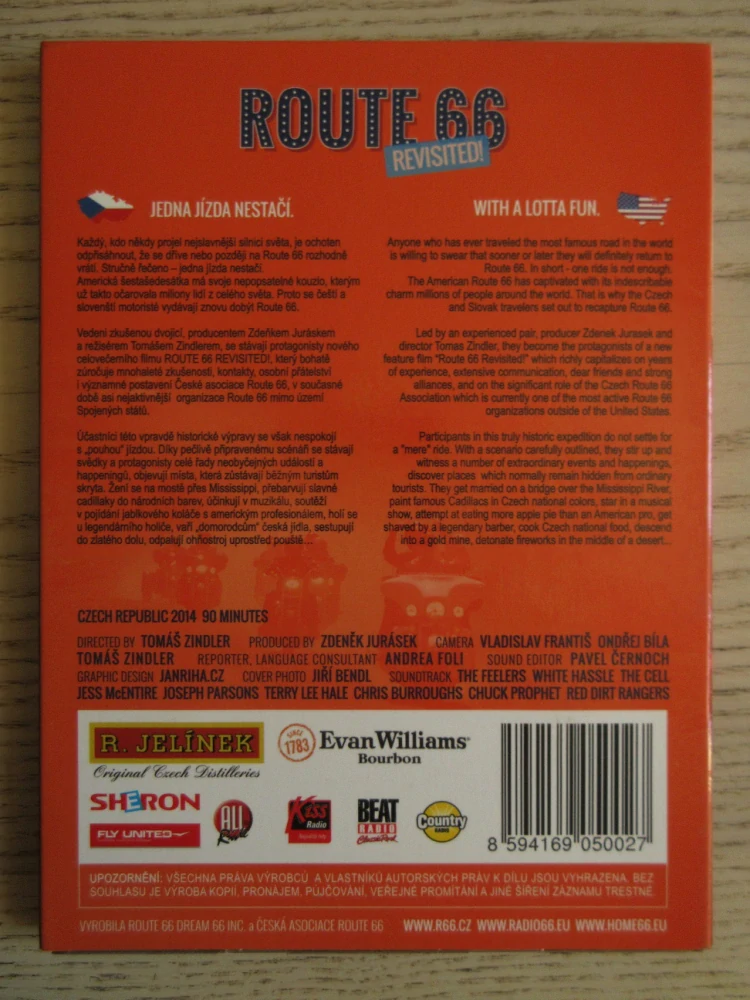 ROUTE 66
REVISITED!
JEDNA JÍZDA NESTAČÍ.
Každý, kdo někdy projel nejslavnější silnici světa, je ochoten
odpřisáhnout, že se dříve nebo později na Route 66 rozhodně
vrátí. Stručně řečeno – jedna jízda nestačí.
Americká šestašedesátka má svoje nepopsatelné kouzlo, kterým
už takto očarovala miliony lidí z celého světa. Proto se čeští a
slovenští motoristé vydávají znovu dobýt Route 66.
Vedeni zkušenou dvojicí, producentem Zdeňkem Juráskem
a režisérem Tomášem Zindlerem, se stávají protagonisty nového
celovečerního filmu ROUTE 66 REVISITED!, který bohatě
zúročuje mnohaleté zkušenosti, kontakty, osobní přátelství
i významné postavení České asociace Route 66, v současné
době asi nejaktivnější organizace Route 66 mimo území
Spojených států.
Účastníci této vpravdě historické výpravy se však nespokojí
s „pouhou" jízdou. Díky pečlivě připravenému scénáři se stávají
svědky a protagonisty celé řady neobyčejných událostí a
happeningů, objevují místa, která zůstávají běžným turistům
skryta. Žení se na mostě přes Mississippi, přebarvují slavné
cadillaky do národních barev, účinkují v muzikálu, soutěží
v pojídání jablkového koláče s americkým profesionálem, holí se
u legendárního holiče, vaří „domorodcům" česká jídla, sestupují
do zlatého dolu, odpalují ohňostroj uprostřed pouště...
WITH A LOTTA FUN.
Anyone who has ever traveled the most famous road in the world
is willing to swear that sooner or later they will definitely return to
Route 66. In short - one ride is not enough.
The American Route 66 has captivated with its indescribable
charm millions of people around the world. That is why the Czech
and Slovak travelers set out to recapture Route 66.
Led by an experienced pair, producer Zdenek Jurasek and
director Tomas Zindler, they become the protagonists of a new
feature film "Route 66 Revisited!" which richly capitalizes on years
of experience, extensive communication, dear friends and strong
alliances, and on the significant role of the Czech Route 66
Association which is currently one of the most active Route 66
organizations outside of the United States.
Participants in this truly historic expedition do not settle for
a "mere" ride. With a scenario carefully outlined, they stir up and
witness a number of extraordinary events and happenings,
discover places which normally remain hidden from ordinary
tourists. They get married on a bridge over the Mississippi River,
paint famous Cadillacs in Czech national colors, star in a musical
show, attempt at eating more apple pie than an American pro, get
shaved by a legendary barber, cook Czech national food, descend
into a gold mine, detonate fireworks in the middle of a desert...
CZECH REPUBLIC 2014 90 MINUTES
DIRECTED BY TOMÁŠ ZINDLER PRODUCED BY ZDENĚK JURÁSEK CAMERA VLADISLAV FRANTIŠ ONDŘEJ BÍLA
TOMÁŠ ZINDLER REPORTER, LANGUAGE CONSULTANT ANDREA FOLI SOUND EDITOR PAVEL ČERNOCH
GRAPHIC DESIGN JANRIHA.CZ COVER PHOTO JIŘÍ BENDL SOUNDTRACK THE FEELERS WHITE HASSLE THE CELL
JESS McENTIRE JOSEPH PARSONS TERRY LEE HALE CHRIS BURROUGHS CHUCK PROPHET RED DIRT RANGERS
R. JELÍNEK
Original Czech Distilleries
SINCE 1783
Evan Williams
Bourbon
SHERON
FLY UNITED
ALL
Kiss
Radio
BEAT
RADIO
Country
RADIO
8 594169 050027
UPOZORNĚNÍ: VŠECHNA PRÁVA VÝROBCŮ A VLASTNÍKŮ AUTORSKÝCH PRÁV K DÍLU JSOU VYHRAZENA. BEZ
SOUHLASU JE VÝROBA KOPIÍ, PRONÁJEM, PŮJČOVÁNÍ, VEŘEJNÉ PROMÍTÁNÍ A JINÉ ŠÍŘENÍ ZÁZNAMU TRESTNÉ.
VYROBILA ROUTE 66 DREAM 66 INC. a ČESKÁ ASOCIACE ROUTE 66 WWW.R66.CZ WWW.RADIO66.EU WWW.HOME66.EU